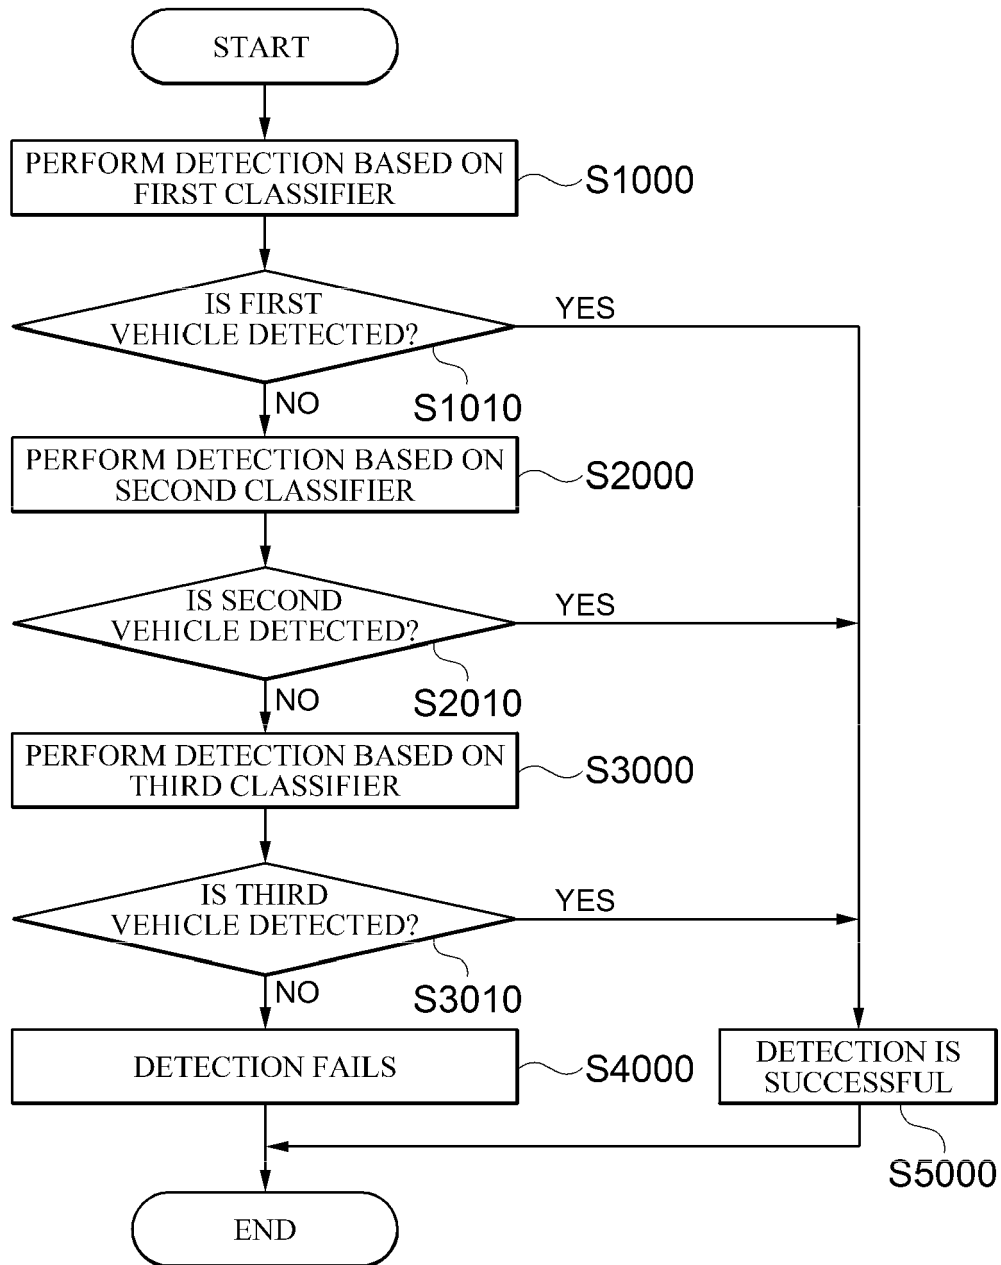 START
PERFORM DETECTION BASED ON
FIRST CLASSIFIER
S1000
IS FIRST
VEHICLE DETECTED?
YES
S1010
NO
PERFORM DETECTION BASED ON
SECOND CLASSIFIER
S2000
IS SECOND
VEHICLE DETECTED?
YES
S2010
NO
PERFORM DETECTION BASED ON
THIRD CLASSIFIER
S3000
IS THIRD
VEHICLE DETECTED?
YES
S3010
NO
DETECTION FAILS
S4000
DETECTION IS
SUCCESSFUL
S5000
END